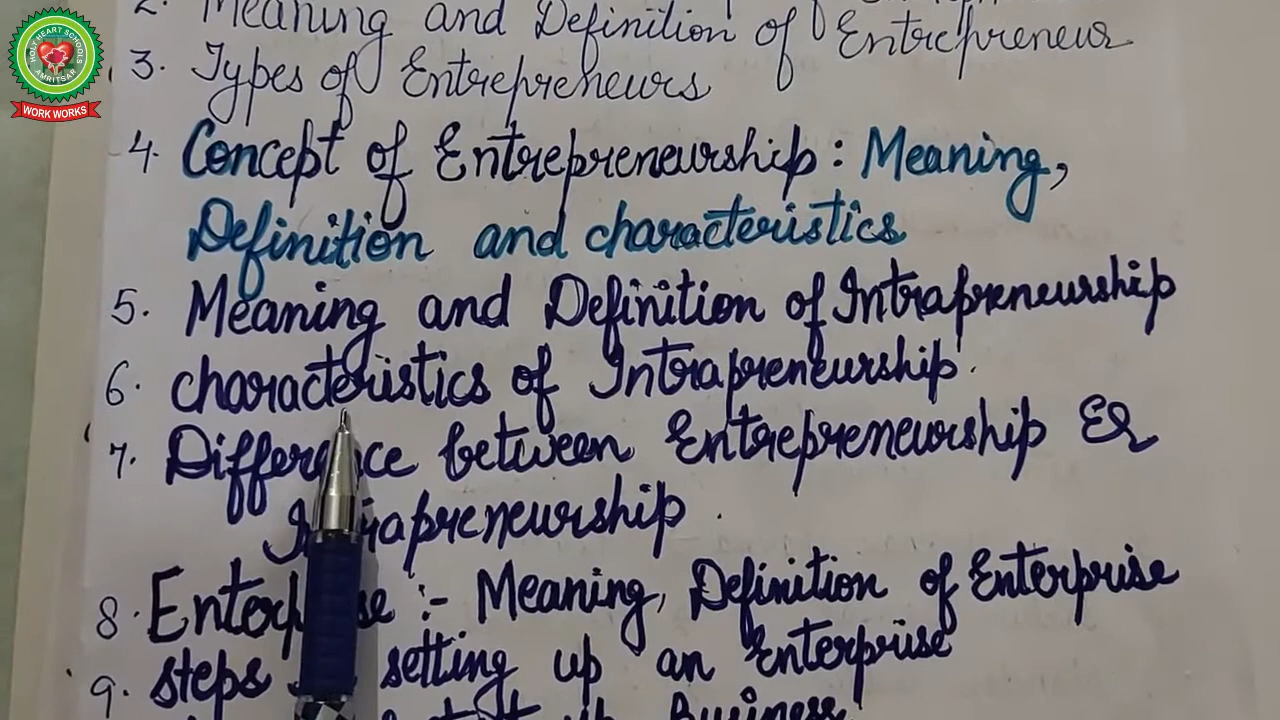 HOLY HEART SCHOOLS
AMRITSAR
WORK WORKS
2. Meaning and Definition of Entrepreneur
3. Types of Entrepreneurs
4. Concept of Entrepreneurship : Meaning,
Definition and characteristics
5. Meaning and Definition of Intrapreneurship
6. characteristics of Intrapreneurship.
7. Difference between Entrepreneurship &
Intrapreneurship.
8. Enterprise :- Meaning, Definition of Enterprise
9. steps setting up an Enterprise
Business